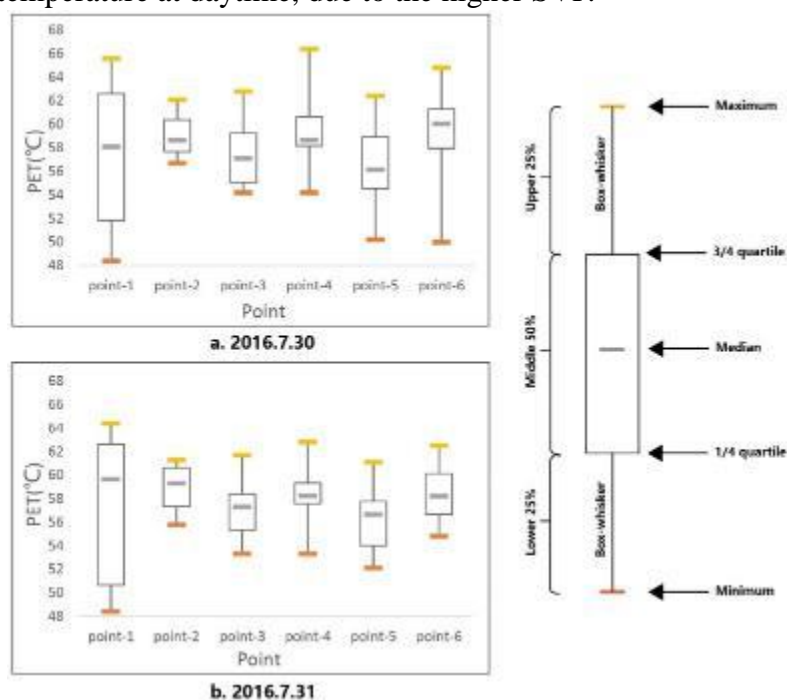 temperature at daytime, due to the higher SVF.
68
66
64
62
60
58
56
54
52
50
48
PET(°C)
point-1 point-2 point-3 point-4 point-5 point-6
Point
a. 2016.7.30
68
66
64
62
60
58
56
54
52
50
48
PET(°C)
point-1 point-2 point-3 point-4 point-5 point-6
Point
b. 2016.7.31
Upper 25%
Middle 50%
Lower 25%
Box-whisker
Box-whisker
Maximum
3/4 quartile
Median
1/4 quartile
Minimum